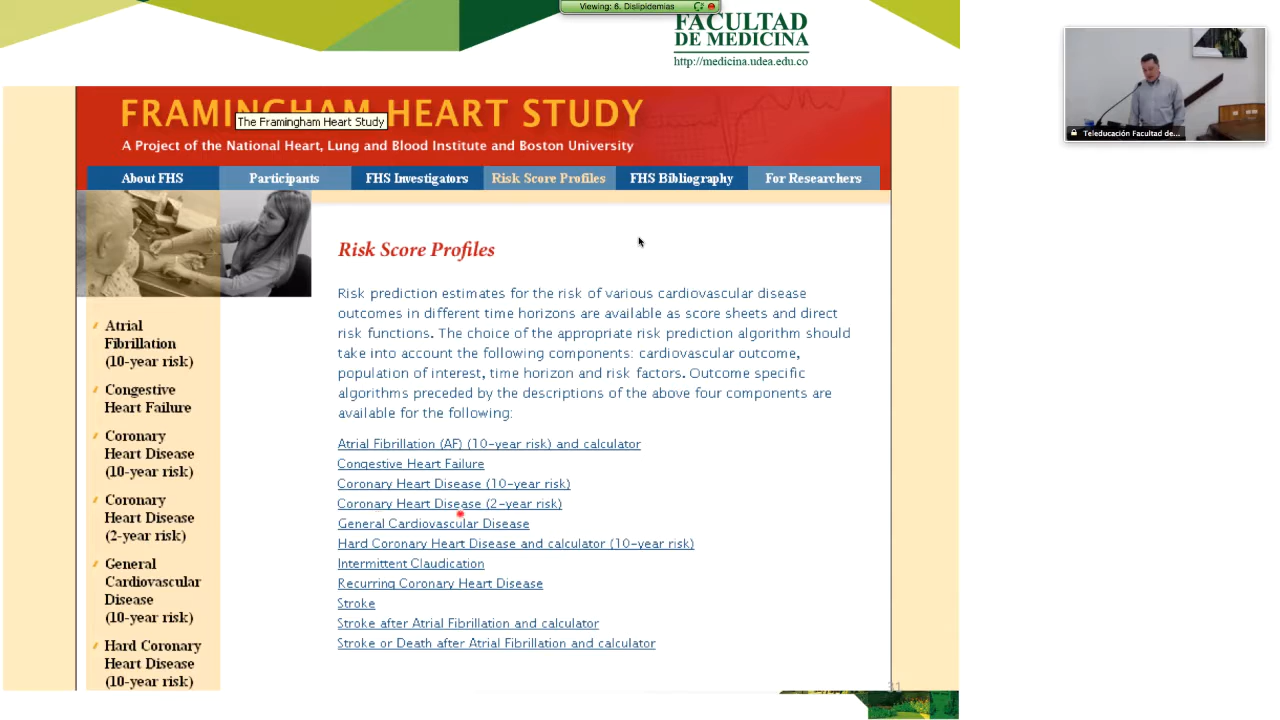 Viewing: 6. Dislipidemias
FACULTAD
DE MEDICINA
http://medicina.udea.edu.co
FRAMINGHAM HEART STUDY
The Framingham Heart Study
A Project of the National Heart, Lung and Blood Institute and Boston University
About FHS
Participants
FHS Investigators
Risk Score Profiles
FHS Bibliography
For Researchers
Atrial
Fibrillation
(10-year risk)
Congestive
Heart Failure
Coronary
Heart Disease
(10-year risk)
Coronary
Heart Disease
(2-year risk)
General
Cardiovascular
Disease
(10-year risk)
Hard Coronary
Heart Disease
(10-year risk)
Risk Score Profiles
Risk prediction estimates for the risk of various cardiovascular disease
outcomes in different time horizons are available as score sheets and direct
risk functions. The choice of the appropriate risk prediction algorithm should
take into account the following components: cardiovascular outcome,
population of interest, time horizon and risk factors. Outcome specific
algorithms preceded by the descriptions of the above four components are
available for the following:
Atrial Fibrillation (AF) (10-year risk) and calculator
Congestive Heart Failure
Coronary Heart Disease (10-year risk)
Coronary Heart Disease (2-year risk)
General Cardiovascular Disease
Hard Coronary Heart Disease and calculator (10-year risk)
Intermittent Claudication
Recurring Coronary Heart Disease
Stroke
Stroke after Atrial Fibrillation and calculator
Stroke or Death after Atrial Fibrillation and calculator
31
Teleducación Facultad de...